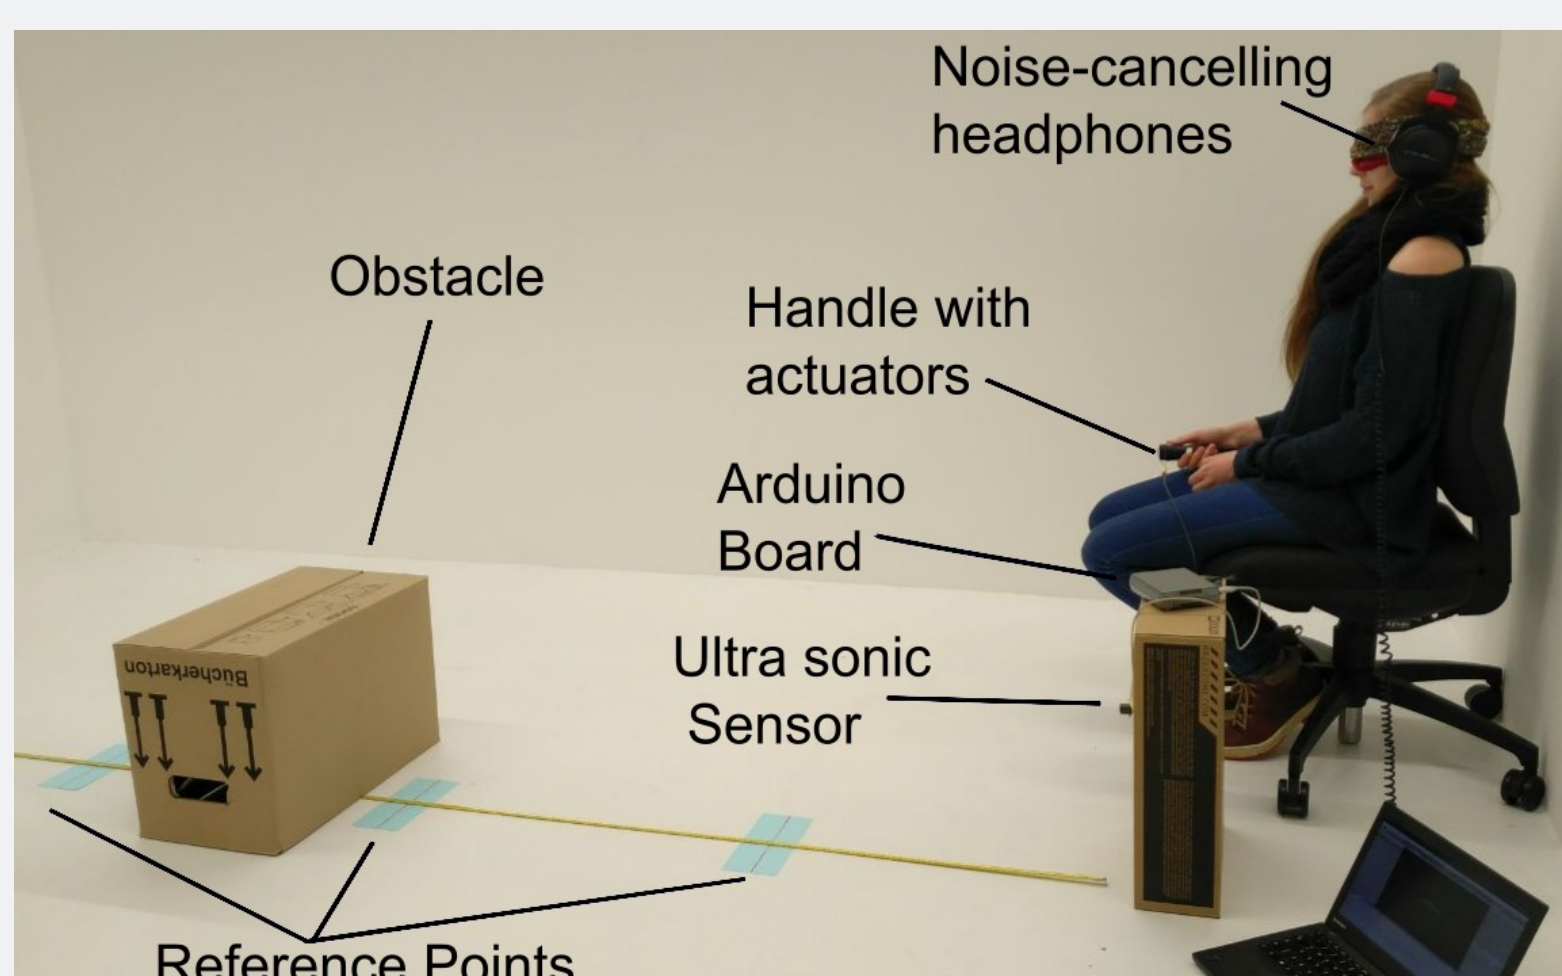 Noise-cancelling
headphones
Obstacle
Handle with
actuators
Arduino
Board
Ultra sonic
Sensor
Bücherkarton
Reference Points